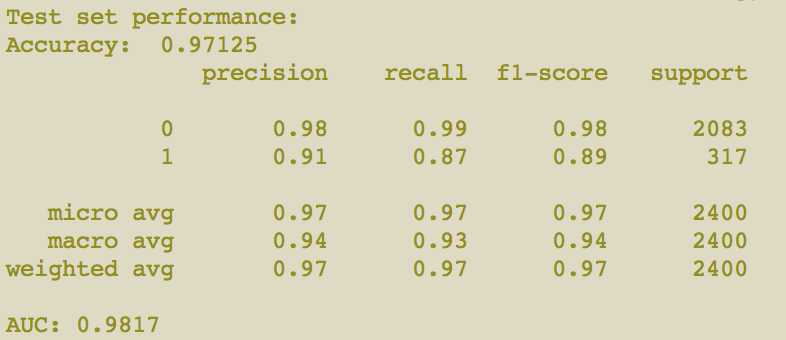 Test set performance:
Accuracy:  0.97125
precision    recall  f1-score   support
0       0.98      0.99      0.98      2083
1       0.91      0.87      0.89       317
micro avg       0.97      0.97      0.97      2400
macro avg       0.94      0.93      0.94      2400
weighted avg       0.97      0.97      0.97      2400
AUC: 0.9817